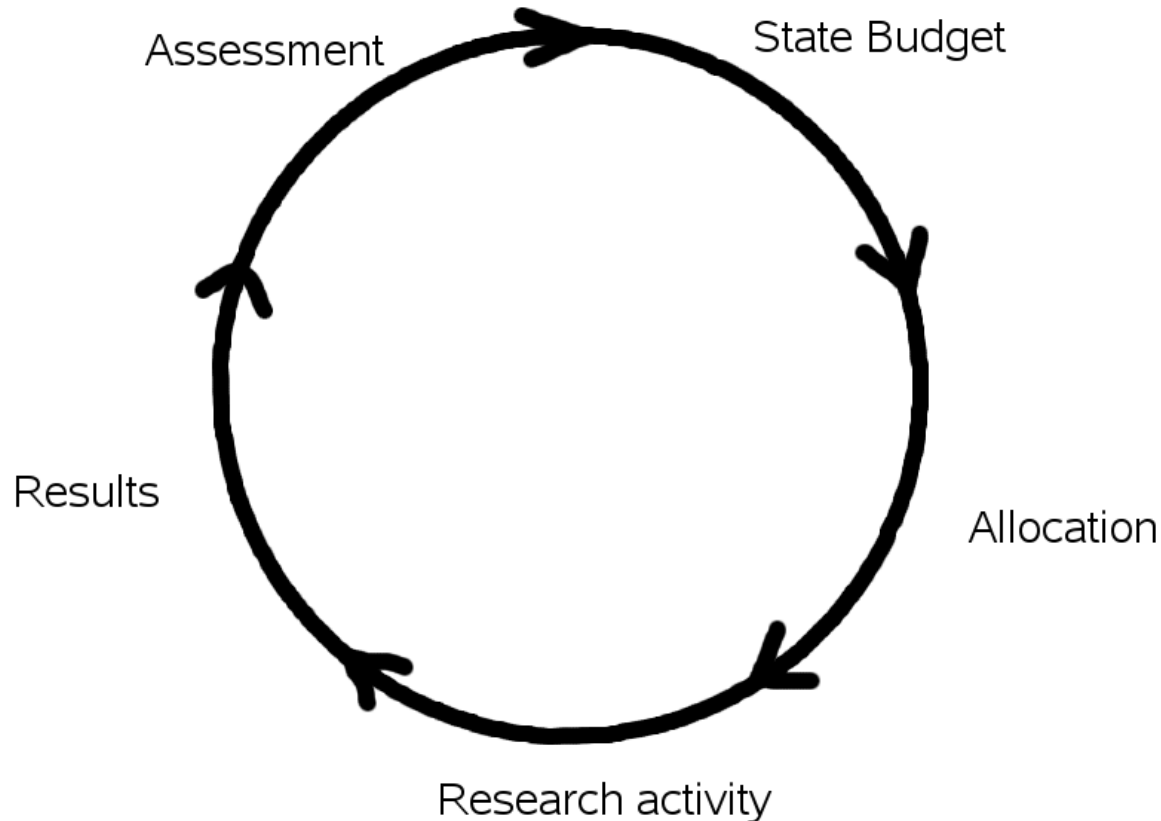 Assessment
State Budget
Allocation
Research activity
Results